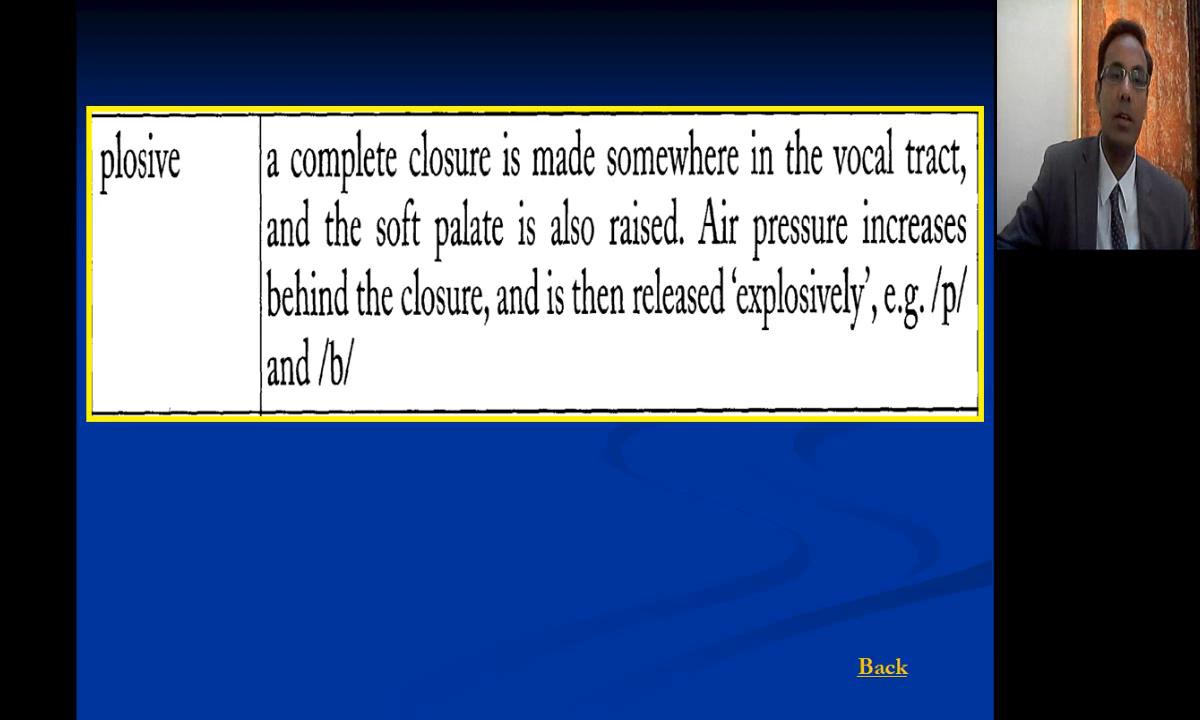 plosive
a complete closure is made somewhere in the vocal tract,
and the soft palate is also raised. Air pressure increases
behind the closure, and is then released ‘explosively’, e.g. /p/
and /b/
Back